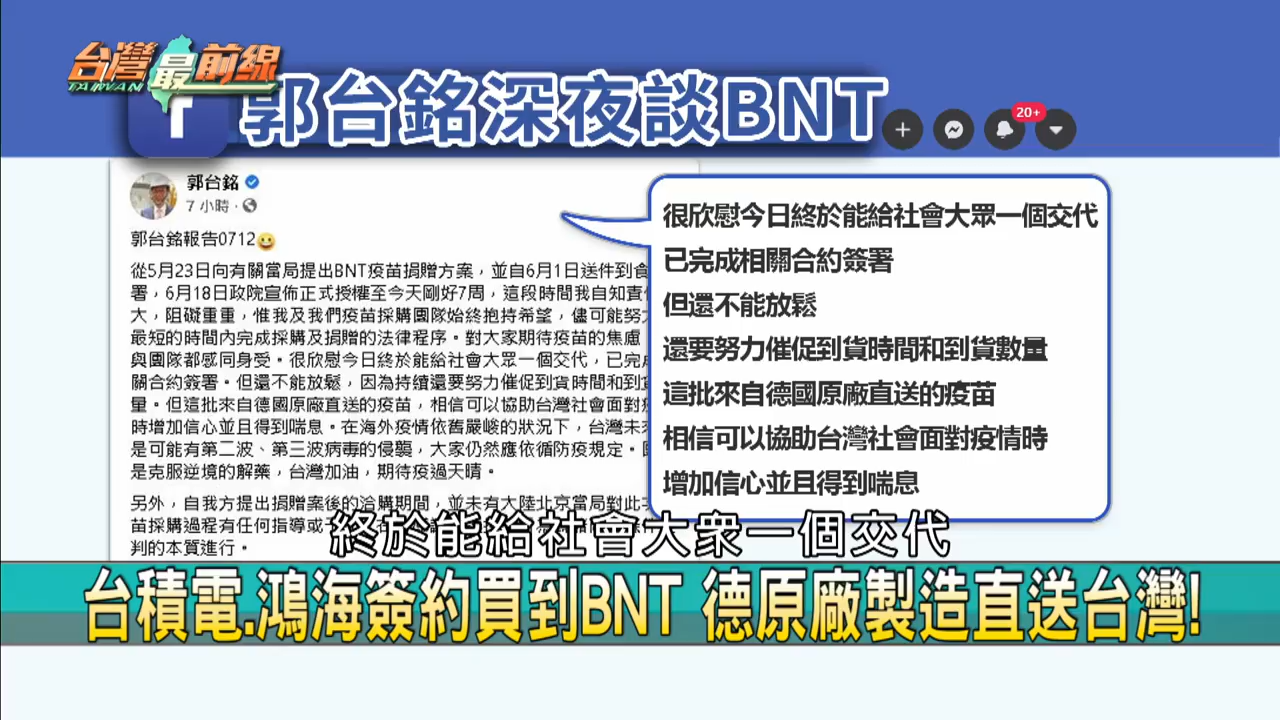 台灣最前線
TAIWAN
郭台銘深夜談BNT
20+
郭台銘
7 小時
郭台銘報告0712
從5月23日向有關當局提出BNT疫苗捐贈方案，並自6月1日送件到食
署，6月18日政院宣佈正式授權至今天剛好7周，這段時間我自知責任
大，阻礙重重，惟我及我們疫苗採購團隊始終抱持希望，儘可能努力
最短的時間內完成採購及捐贈的法律程序。對大家期待疫苗的焦慮，
與團隊都感同身受。很欣慰今日終於能給社會大眾一個交代，已完成
關合約簽署。但還不能放鬆，因為持續還要努力催促到貨時間和到貨
量。但這批來自德國原廠直送的疫苗，相信可以協助台灣社會面對疫
時增加信心並且得到喘息。在海外疫情依舊嚴峻的狀況下，台灣未來
是可能有第二波、第三波病毒的侵襲，大家仍然應依循防疫規定。
是克服逆境的解藥，台灣加油，期待疫過天晴。
另外，自我方提出捐贈案後的洽購期間，並未有大陸北京當局對此
苗採購過程有任何指導或
判的本質進行。
很欣慰今日終於能給社會大眾一個交代
已完成相關合約簽署
但還不能放鬆
還要努力催促到貨時間和到貨數量
這批來自德國原廠直送的疫苗
相信可以協助台灣社會面對疫情時
增加信心並且得到喘息
終於能給社會大眾一個交代
台積電.鴻海簽約買到BNT 德原廠製造直送台灣!